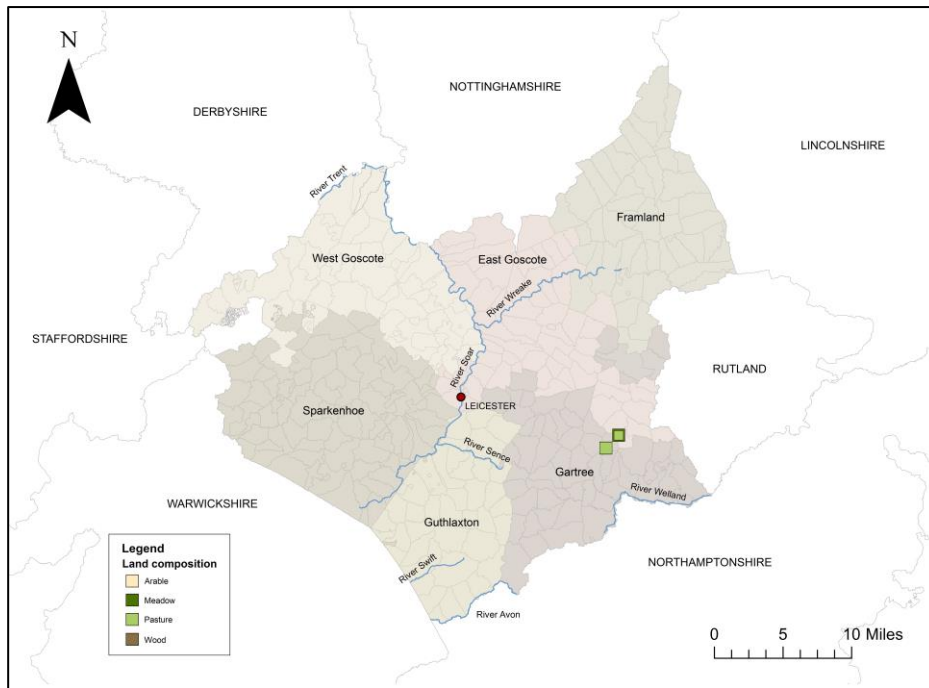 N
NOTTINGHAMSHIRE
DERBYSHIRE
LINCOLNSHIRE
River Trent
Framland
West Goscote
East Goscote
River Wreake
STAFFORDSHIRE
River Soar
RUTLAND
LEICESTER
Sparkenhoe
River Sence
Gartree
River Welland
WARWICKSHIRE
Guthlaxton
NORTHAMPTONSHIRE
River Swift
River Avon
Legend
Land composition
Arable
Meadow
Pasture
Wood
0 5 10 Miles